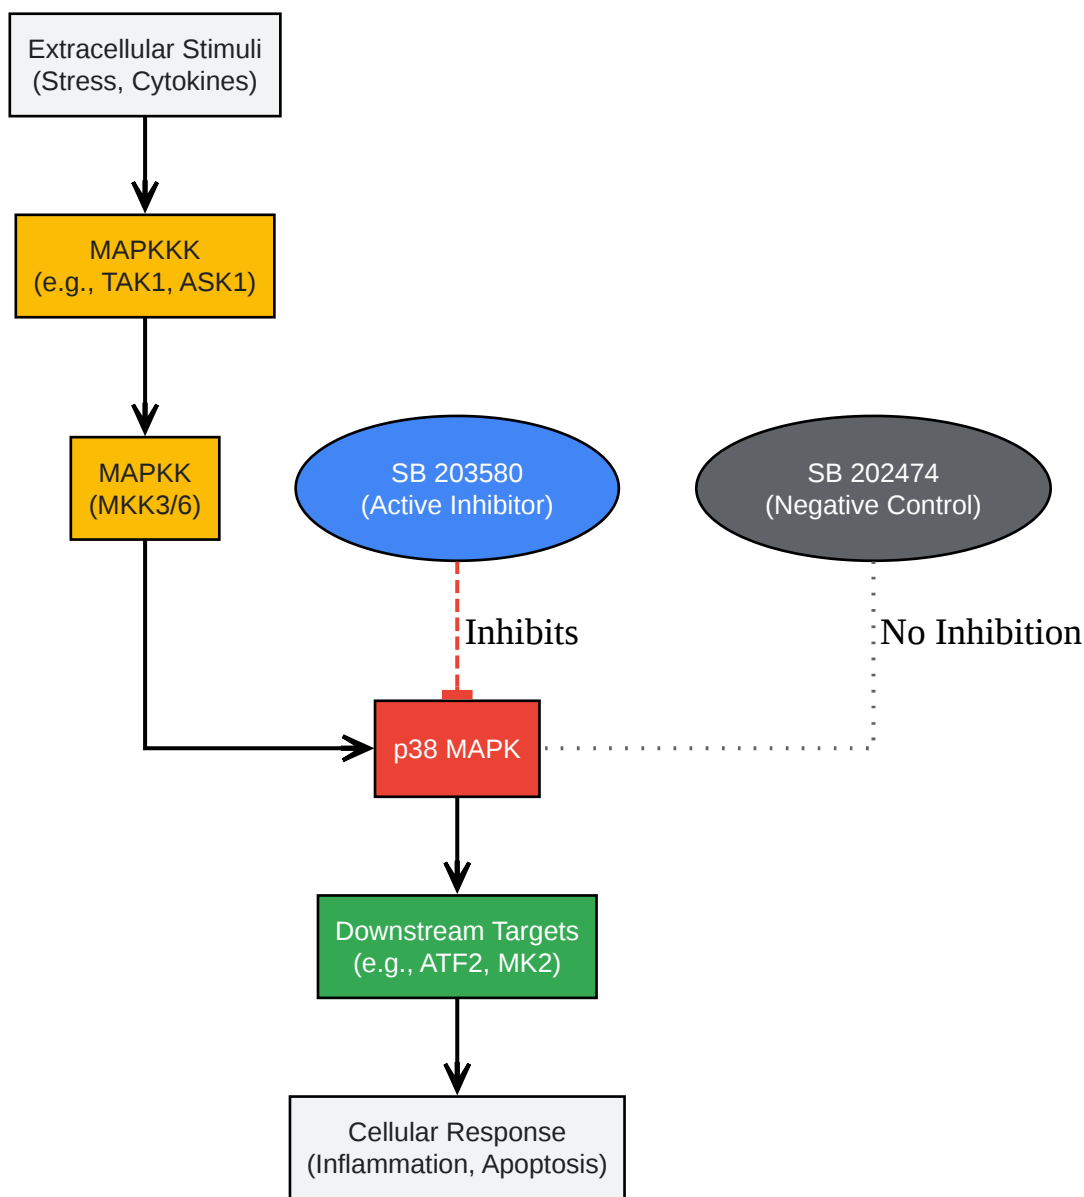 Extracellular Stimuli
(Stress, Cytokines)
MAPKKK
(e.g., TAK1, ASK1)
MAPKK
(MKK3/6)
SB 203580
(Active Inhibitor)
SB 202474
(Negative Control)
Inhibits
No Inhibition
p38 MAPK
Downstream Targets
(e.g., ATF2, MK2)
Cellular Response
(Inflammation, Apoptosis)